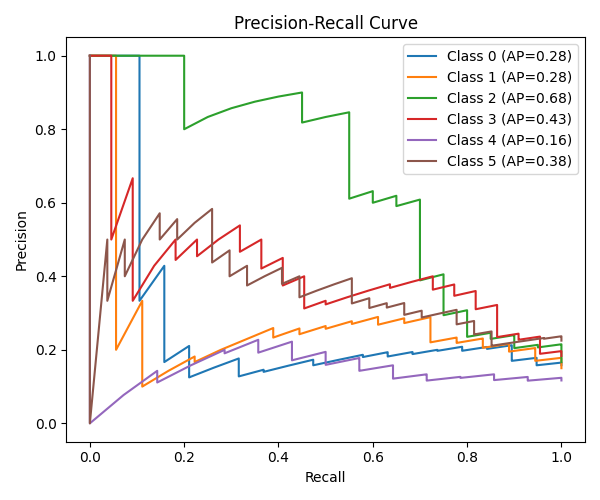 Precision-Recall Curve
Precision
1.0
0.8
0.6
0.4
0.2
0.0
Class 0 (AP=0.28)
Class 1 (AP=0.28)
Class 2 (AP=0.68)
Class 3 (AP=0.43)
Class 4 (AP=0.16)
Class 5 (AP=0.38)
0.0 0.2 0.4 0.6 0.8 1.0
Recall